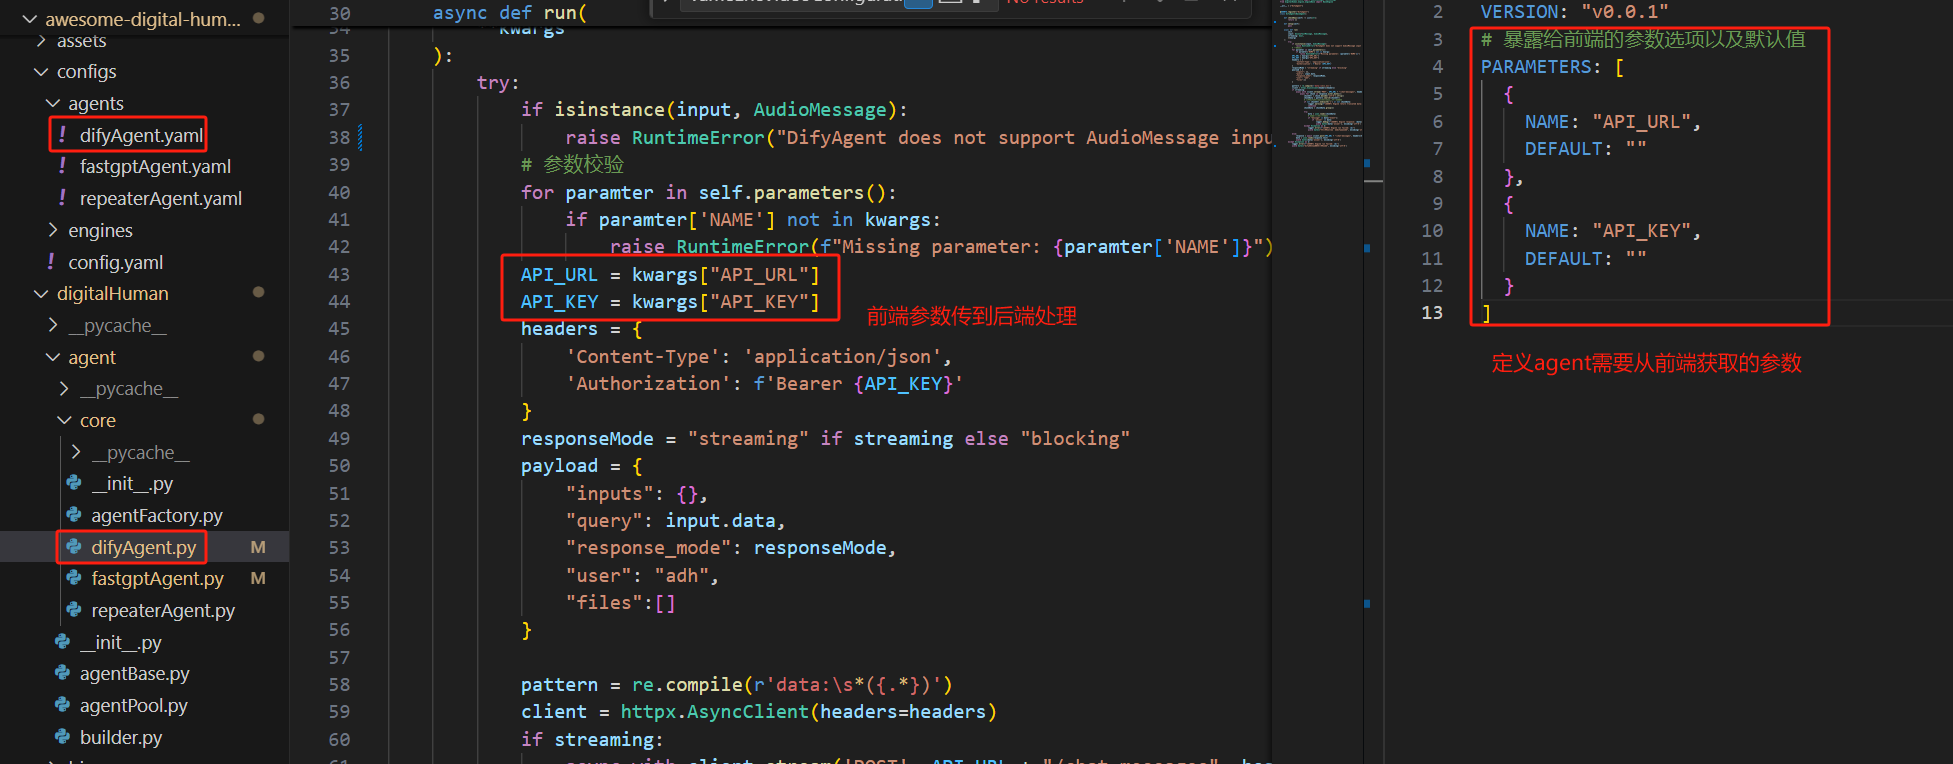 awesome-digital-hum...
assets
configs
agents
difyAgent.yaml
fastgptAgent.yaml
repeaterAgent.yaml
engines
config.yaml
digitalHuman
__pycache__
agent
__pycache__
core
__pycache__
__init__.py
agentFactory.py
difyAgent.py M
fastgptAgent.py M
repeaterAgent.py
__init__.py
agentBase.py
agentPool.py
builder.py
No results
30 async def run(
34 kwargs
35 ):
36 try:
37 if isinstance(input, AudioMessage):
38 raise RuntimeError("DifyAgent does not support AudioMessage inpu
39 # 参数校验
40 for paramter in self.parameters():
41 if paramter['NAME'] not in kwargs:
42 raise RuntimeError(f"Missing parameter: {paramter['NAME']}")
43 API_URL = kwargs["API_URL"]
44 API_KEY = kwargs["API_KEY"]
前端参数传到后端处理
45 headers = {
46 'Content-Type': 'application/json',
47 'Authorization': f'Bearer {API_KEY}'
48 }
49 responseMode = "streaming" if streaming else "blocking"
50 payload = {
51 "inputs": {},
52 "query": input.data,
53 "response_mode": responseMode,
54 "user": "adh",
55 "files":[]
56 }
57
58 pattern = re.compile(r'data:\s*({.*})')
59 client = httpx.AsyncClient(headers=headers)
60 if streaming:
2 VERSION: "v0.0.1"
3 # 暴露给前端的参数选项以及默认值
4 PARAMETERS: [
5 {
6 NAME: "API_URL",
7 DEFAULT: ""
8 },
9 {
10 NAME: "API_KEY",
11 DEFAULT: ""
12 }
13 ]
定义agent需要从前端获取的参数